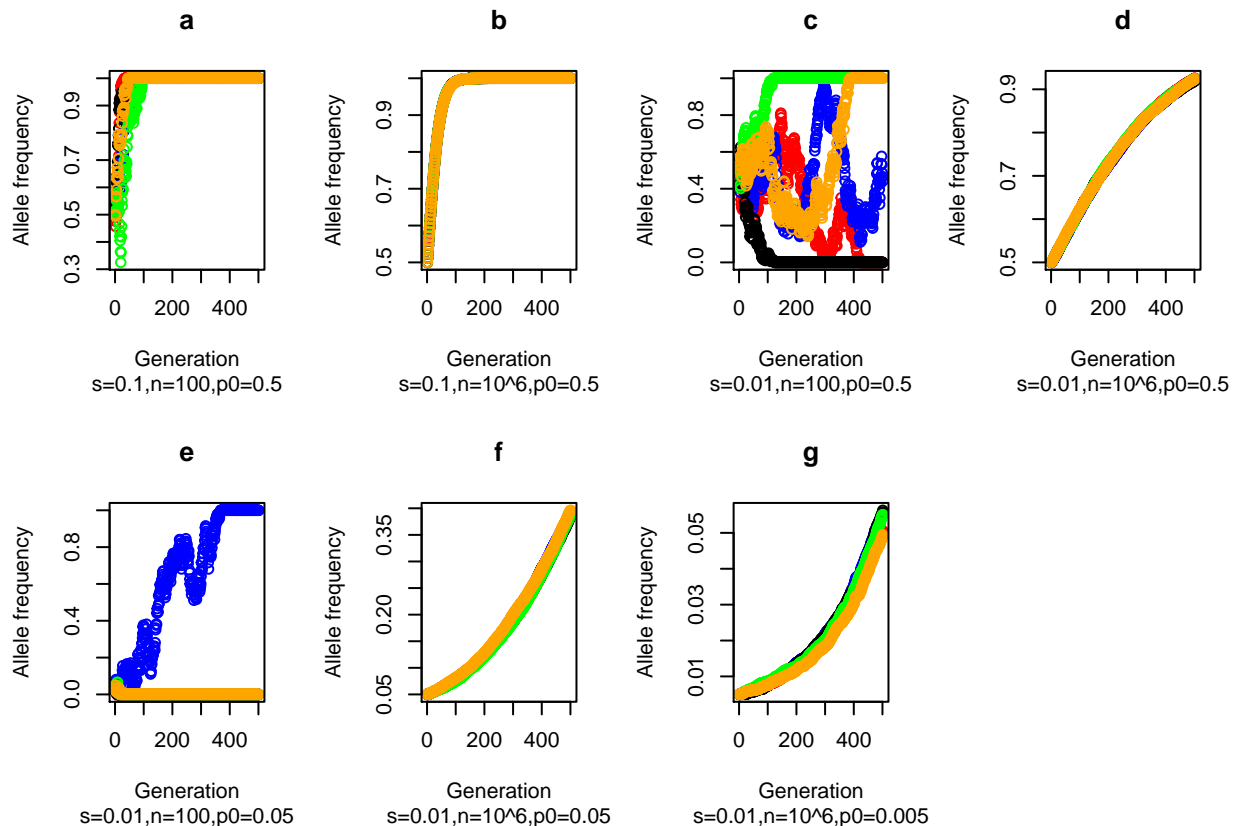 a
b
c
d
Allele frequency
0.3 0.5 0.7 0.9
0 200 400
Generation
s=0.1,n=100,p0=0.5
Allele frequency
0.5 0.7 0.9
0 200 400
Generation
s=0.1,n=10^6,p0=0.5
Allele frequency
0.0 0.4 0.8
0 200 400
Generation
s=0.01,n=100,p0=0.5
Allele frequency
0.5 0.7 0.9
0 200 400
Generation
s=0.01,n=10^6,p0=0.5
e
f
g
Allele frequency
0.0 0.4 0.8
0 200 400
Generation
s=0.01,n=100,p0=0.05
Allele frequency
0.05 0.20 0.35
0 200 400
Generation
s=0.01,n=10^6,p0=0.05
Allele frequency
0.01 0.03 0.05
0 200 400
Generation
s=0.01,n=10^6,p0=0.005